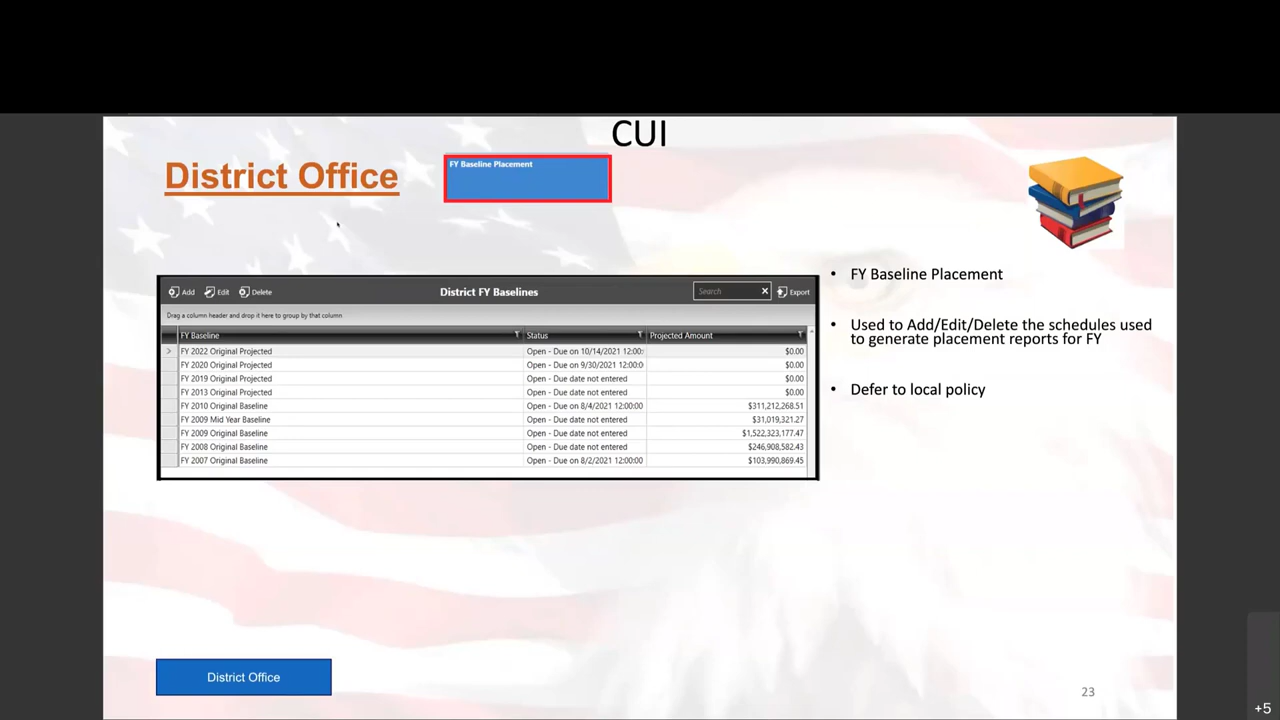 CUI
District Office
FY Baseline Placement
Add Edit Delete District FY Baselines Search Export
Drag a column header and drop it here to group by that column
FY Baseline Status Projected Amount
FY 2022 Original Projected Open - Due on 10/14/2021 12:00: $0.00
FY 2020 Original Projected Open - Due on 9/30/2021 12:00:0 $0.00
FY 2019 Original Projected Open - Due date not entered $0.00
FY 2013 Original Projected Open - Due date not entered $0.00
FY 2010 Original Baseline Open - Due on 8/4/2021 12:00:00 $311,212,268.51
FY 2009 Mid Year Baseline Open - Due date not entered $31,019,321.27
FY 2009 Original Baseline Open - Due date not entered $1,522,323,177.47
FY 2008 Original Baseline Open - Due date not entered $246,908,582.43
FY 2007 Original Baseline Open - Due on 8/2/2021 12:00:00 $103,990,869.45
• FY Baseline Placement
• Used to Add/Edit/Delete the schedules used
to generate placement reports for FY
• Defer to local policy
District Office
23
+5